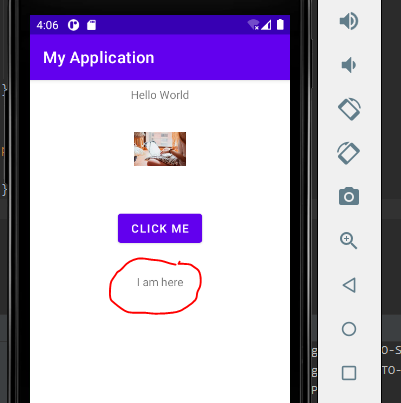 4:06
My Application
Hello World
CLICK ME
I am here